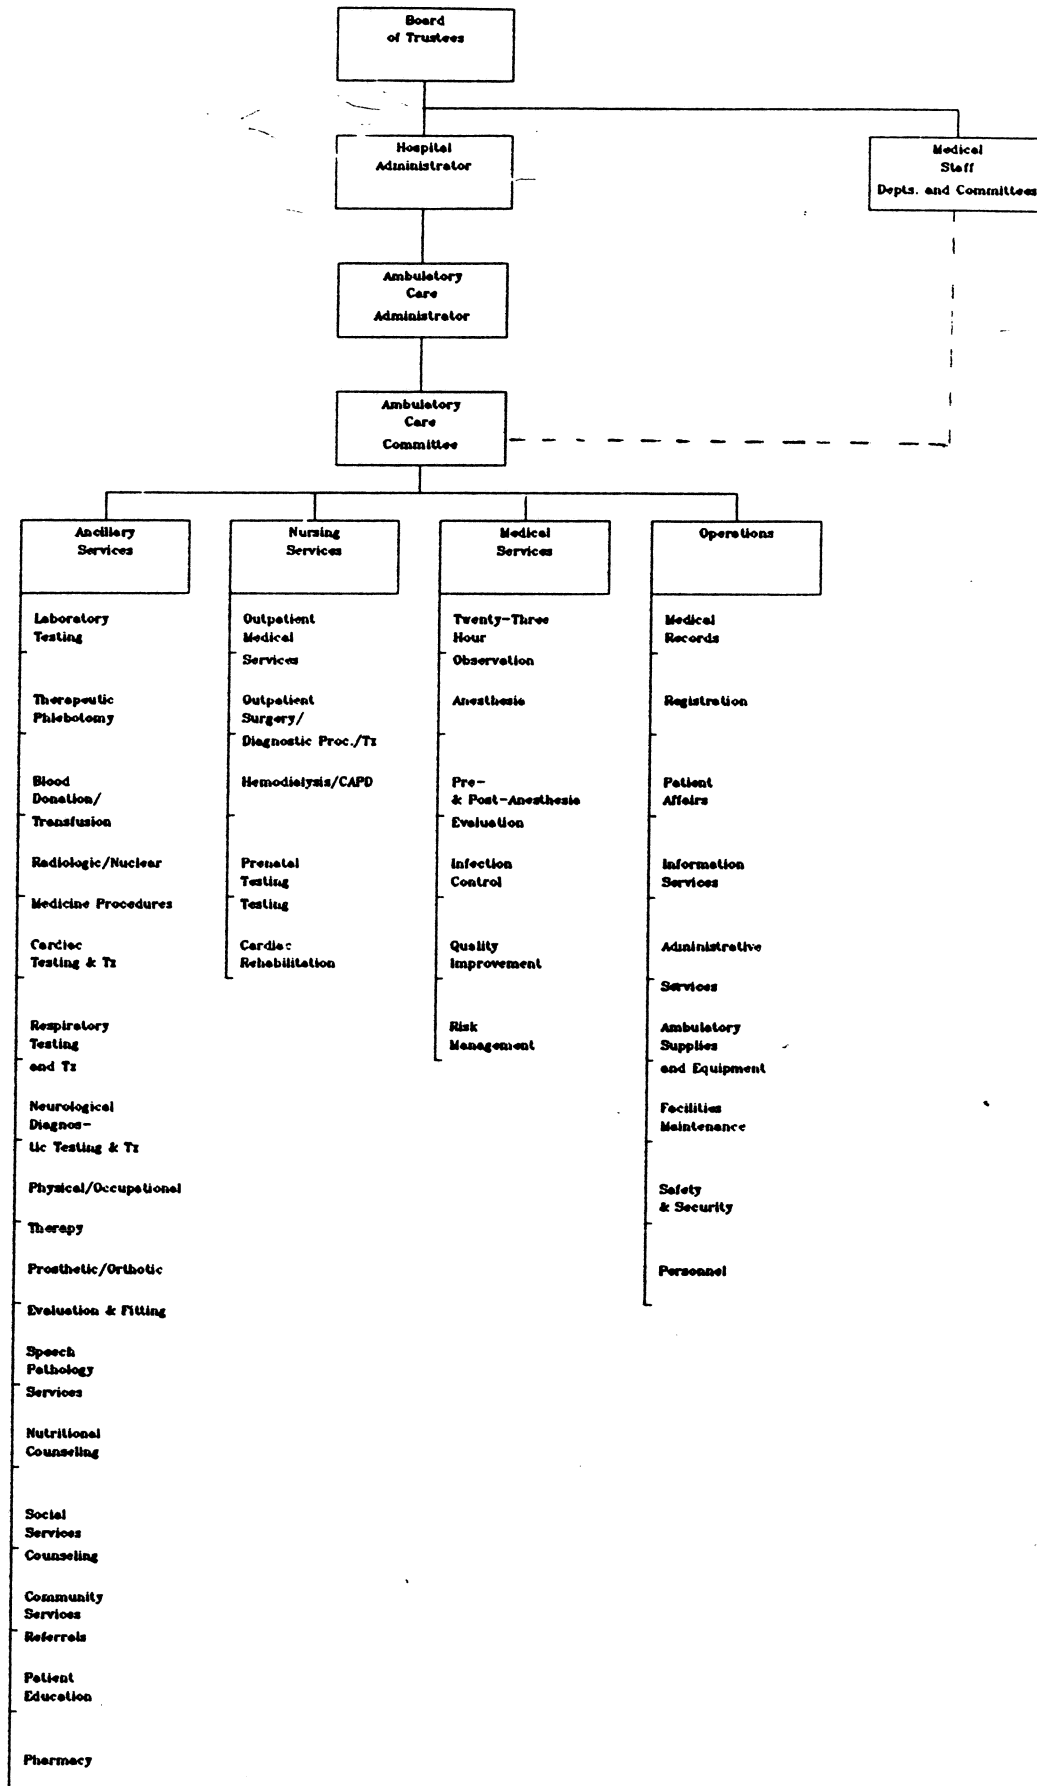 Board
of Trustees
Hospital
Administrator
Medical
Staff
Depts. and Committees
Ambulatory
Care
Administrator
Ambulatory
Care
Committee
Ancillary
Services
Laboratory
Testing
Therapeutic
Phlebotomy
Blood
Donation/
Transfusion
Radiologic/Nuclear
Medicine Procedures
Cardiac
Testing & Tx
Respiratory
Testing
and Tx
Neurological
Diagnos-
tic Testing & Tx
Physical/Occupational
Therapy
Prosthetic/Orthotic
Evaluation & Fitting
Speech
Pathology
Services
Nutritional
Counseling
Social
Services
Counseling
Community
Services
Referrals
Patient
Education
Pharmacy
Nursing
Services
Outpatient
Medical
Services
Outpatient
Surgery/
Diagnostic Proc./Tx
Hemodialysis/CAPD
Prenatal
Testing
Testing
Cardiac
Rehabilitation
Medical
Services
Twenty-Three
Hour
Observation
Anesthesia
Pre-
& Post-Anesthesia
Evaluation
Infection
Control
Quality
Improvement
Risk
Management
Operations
Medical
Records
Registration
Patient
Affairs
Information
Services
Administrative
Services
Ambulatory
Supplies
and Equipment
Facilities
Maintenance
Safety
& Security
Personnel